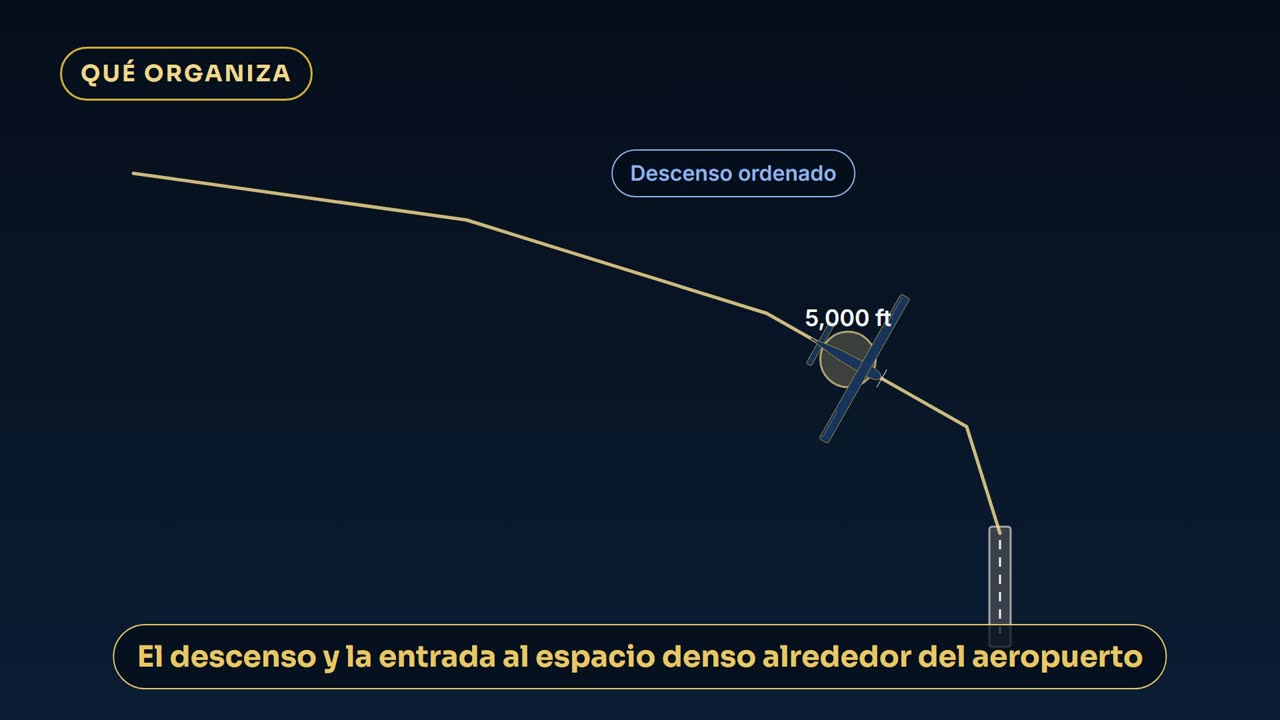 QUÉ ORGANIZA
Descenso ordenado
5,000 ft
El descenso y la entrada al espacio denso alrededor del aeropuerto